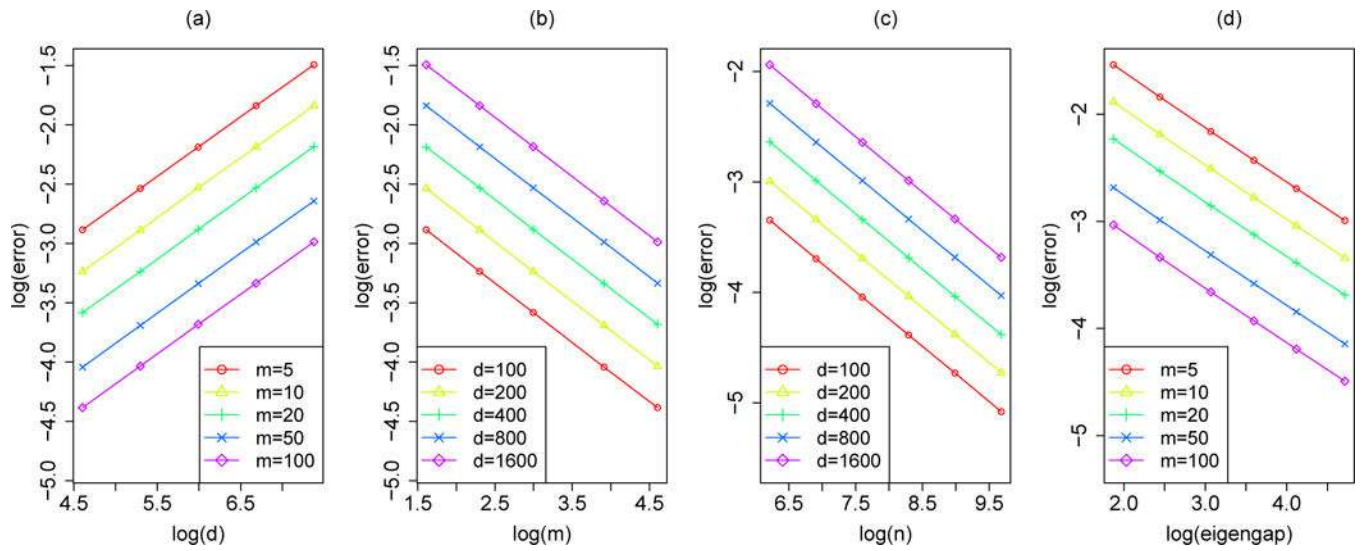 (a)
log(error)
−1.5
−2.0
−2.5
−3.0
−3.5
−4.0
−4.5
−5.0
m=5
m=10
m=20
m=50
m=100
4.5
5.5
6.5
log(d)
(b)
log(error)
−1.5
−2.0
−2.5
−3.0
−3.5
−4.0
−4.5
−5.0
d=100
d=200
d=400
d=800
d=1600
1.5
2.5
3.5
4.5
log(m)
(c)
log(error)
−2
−3
−4
−5
d=100
d=200
d=400
d=800
d=1600
6.5
7.5
8.5
9.5
log(n)
(d)
log(error)
−2
−3
−4
−5
m=5
m=10
m=20
m=50
m=100
2.0
3.0
4.0
log(eigengap)